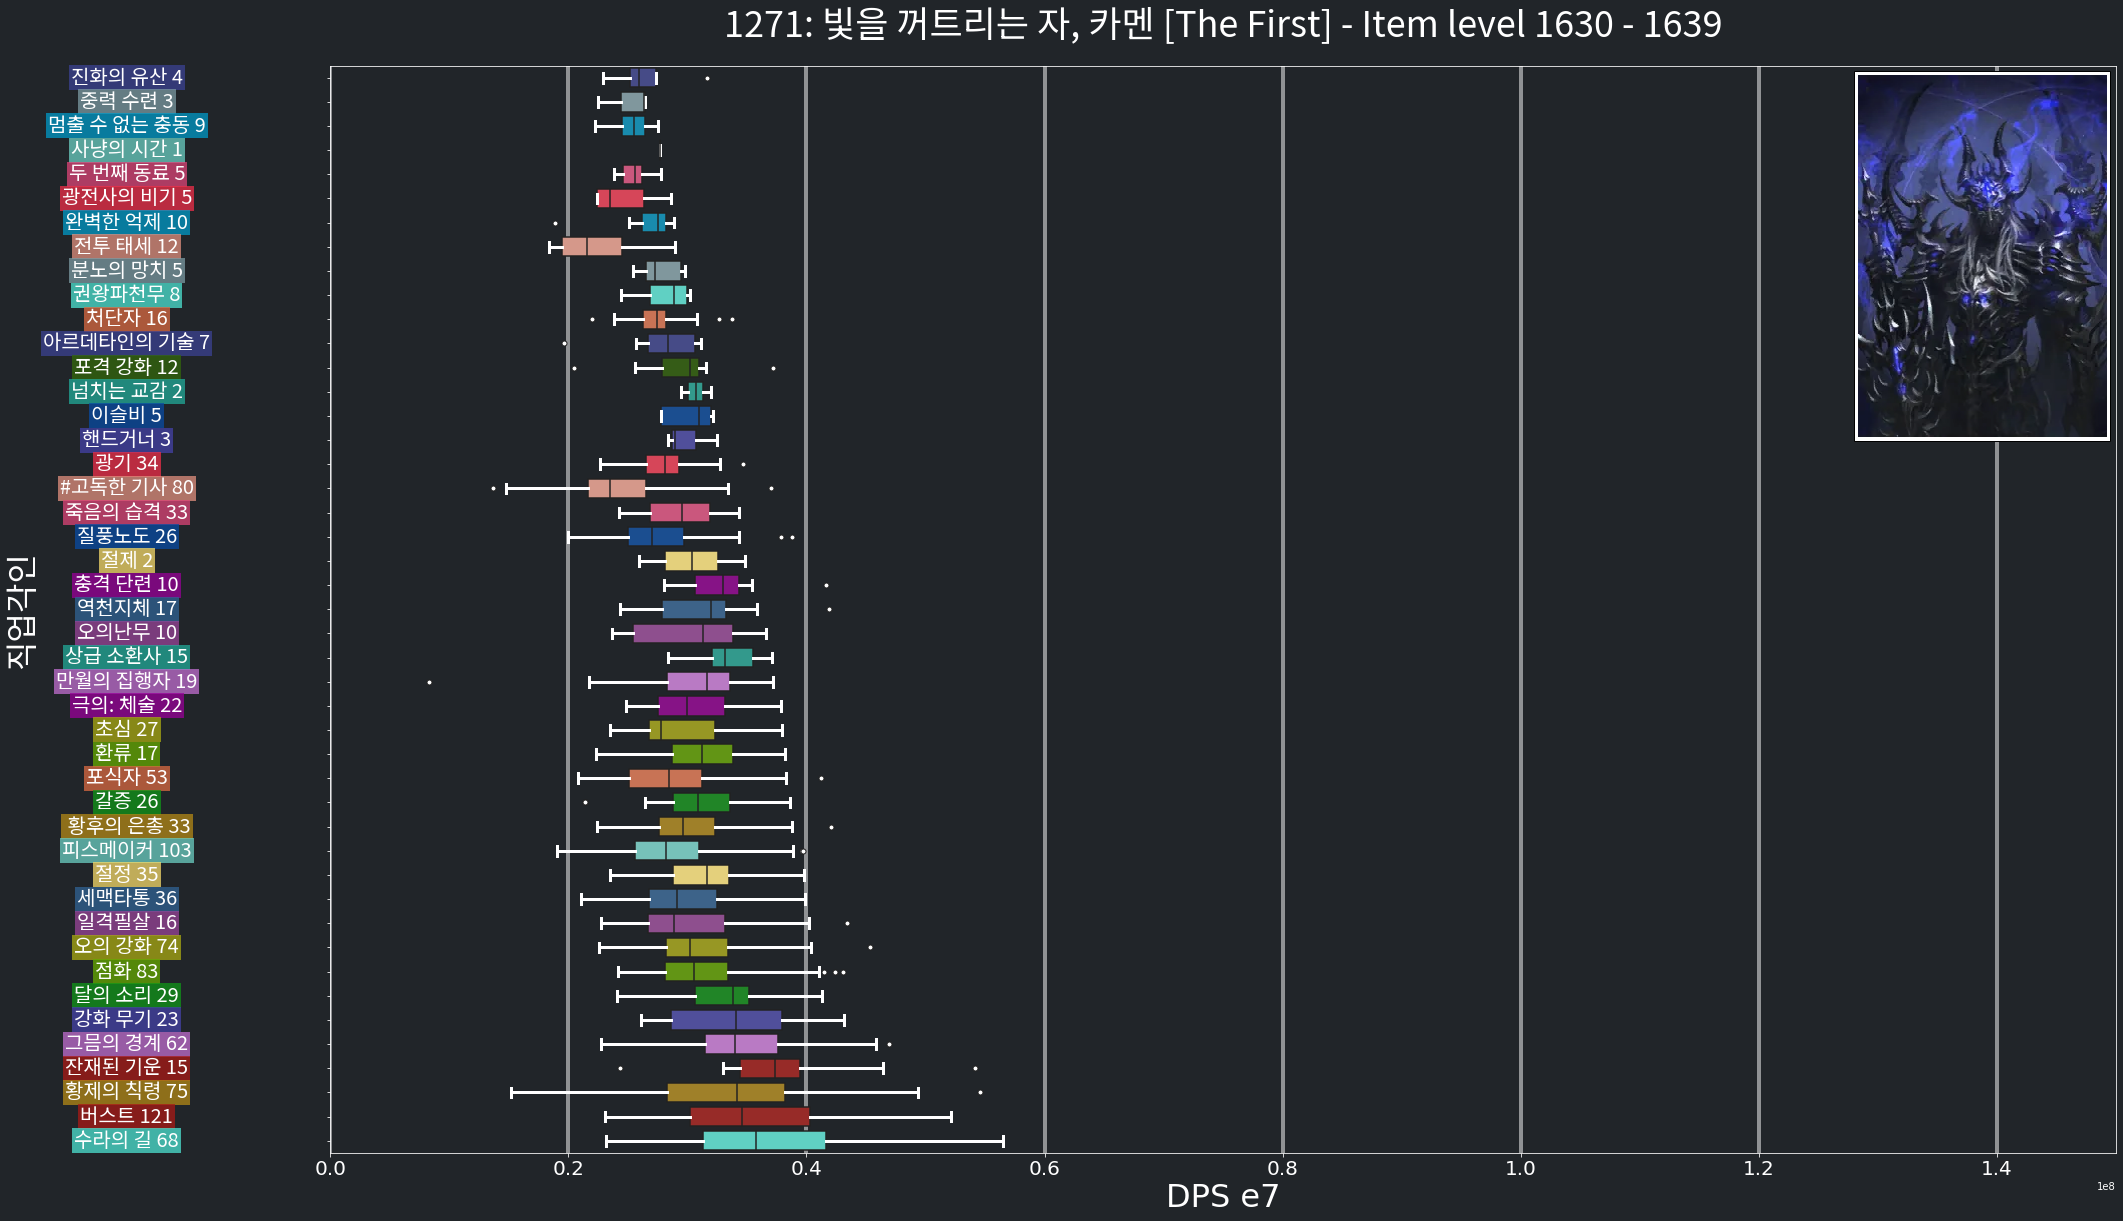 1271: 빛을 꺼트리는 자, 카멘 [The First] - Item level 1630 - 1639
진화의 유산 4
중력 수련 3
멈출 수 없는 충동 9
사냥의 시간 1
두 번째 동료 5
광전사의 비기 5
완벽한 억제 10
전투 태세 12
분노의 망치 5
권왕파천무 8
처단자 16
아르데타인의 기술 7
포격 강화 12
넘치는 교감 2
이슬비 5
핸드거너 3
광기 34
#고독한 기사 80
죽음의 습격 33
질풍노도 26
절제 2
충격 단련 10
역천지체 17
오의난무 10
상급 소환사 15
만월의 집행자 19
극의: 체술 22
초심 27
환류 17
포식자 53
갈증 26
황후의 은총 33
피스메이커 103
절정 35
세맥타통 36
일격필살 16
오의 강화 74
점화 83
달의 소리 29
강화 무기 23
그믐의 경계 62
잔재된 기운 15
황제의 칙령 75
버스트 121
수라의 길 68
직업각인
0.0 0.2 0.4 0.6 0.8 1.0 1.2 1.4
1e8
DPS e7